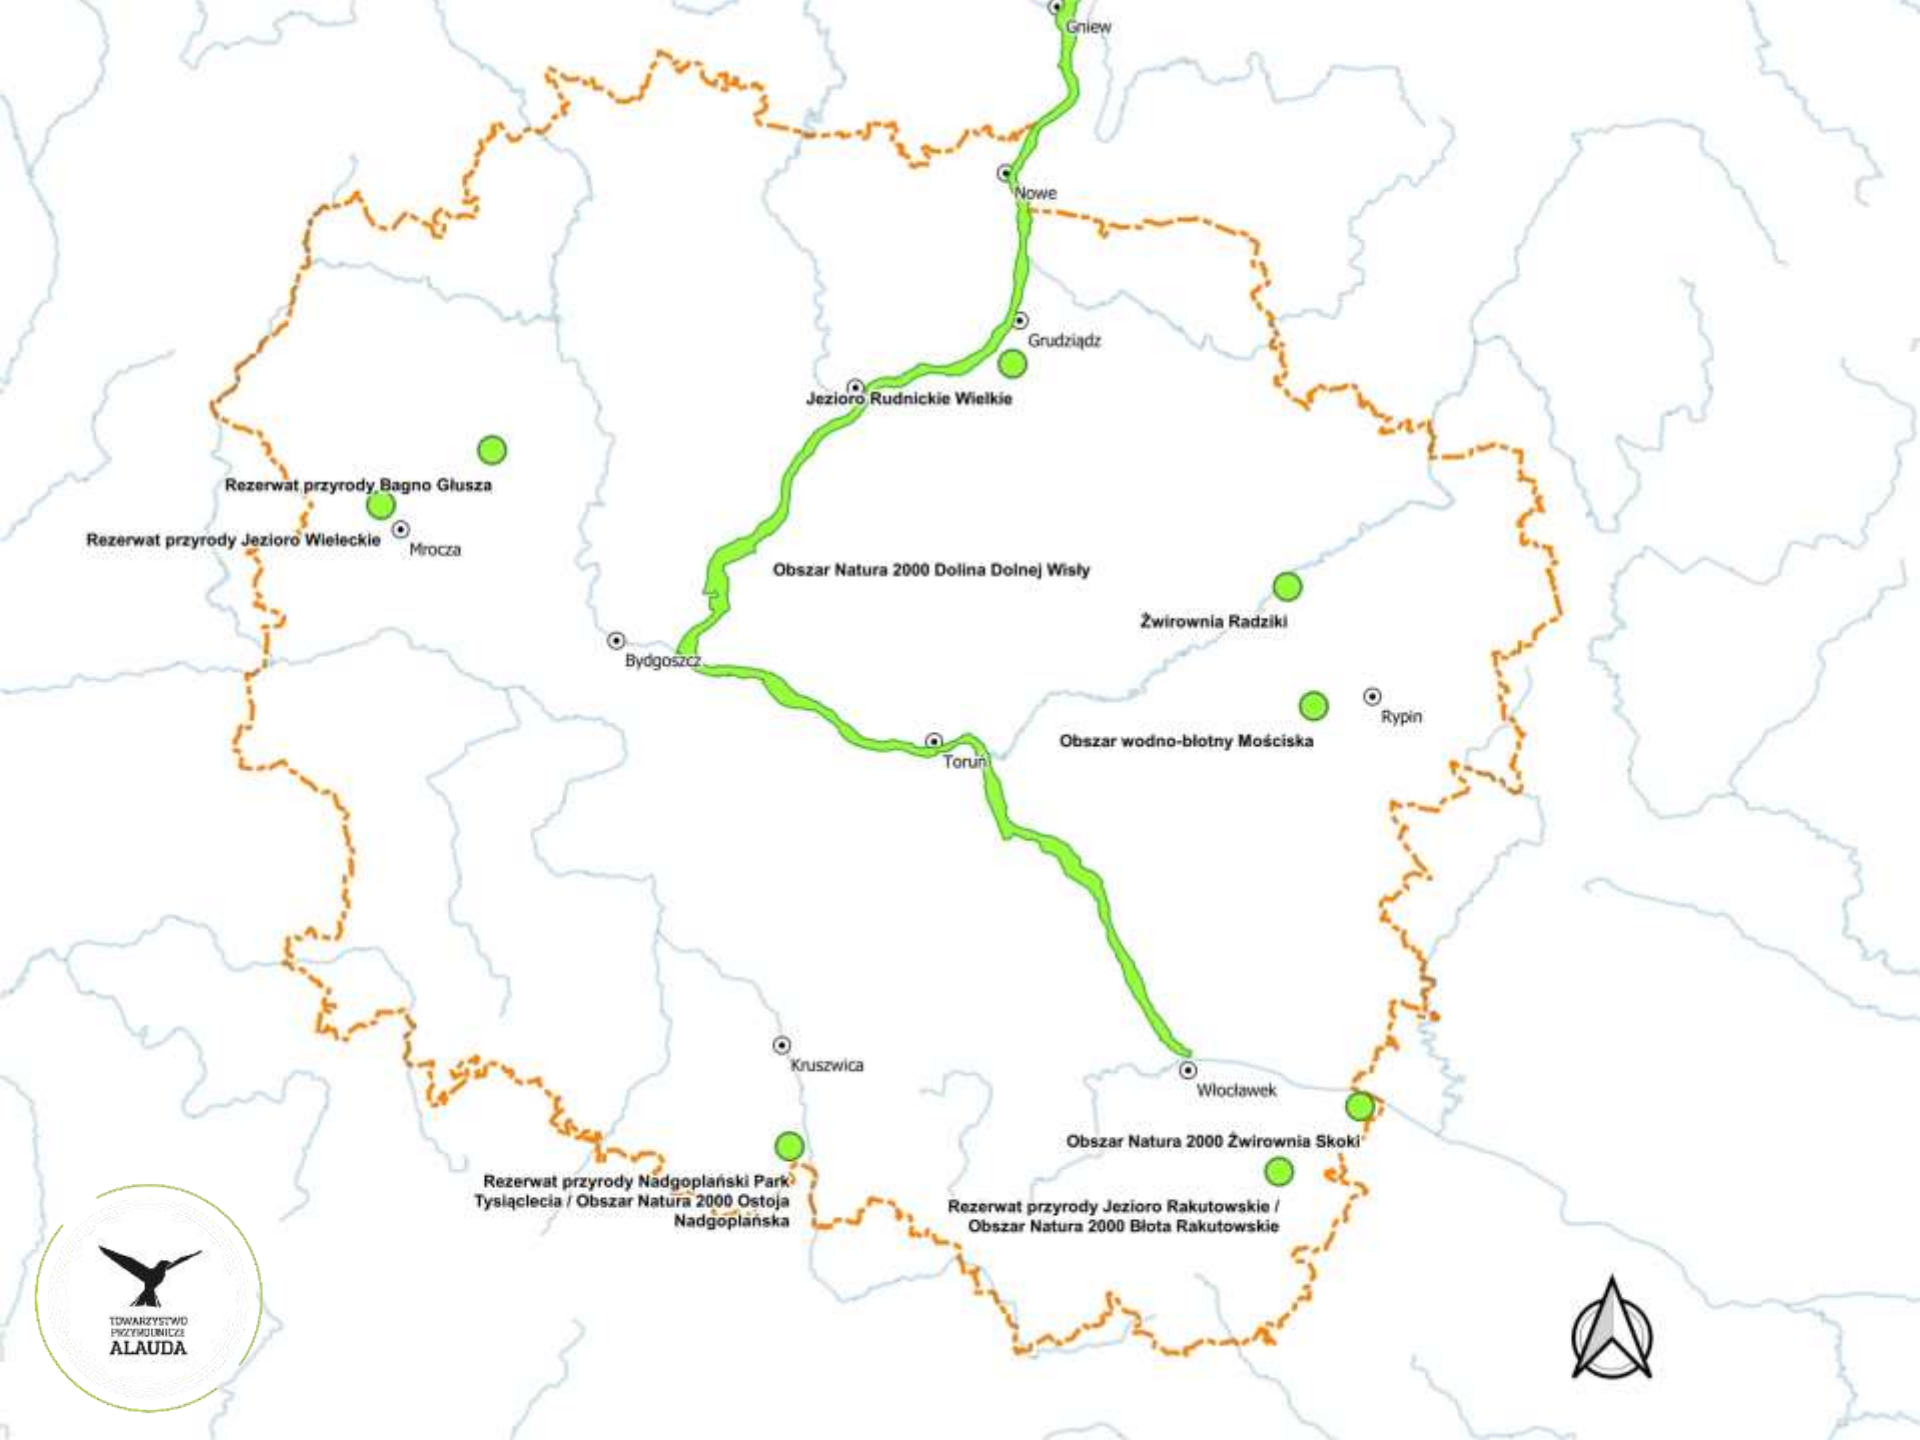 Gniew
Nowe
Grudziądz
Jezioro Rudnickie Wielkie
Rezerwat przyrody Bagno Głusza
Rezerwat przyrody Jezioro Wieleckie
Mrocza
Obszar Natura 2000 Dolina Dolnej Wisły
Żwirownia Radziki
Bydgoszcz
Rypin
Obszar wodno-błotny Mościska
Toruń
Kruszwica
Włocławek
Obszar Natura 2000 Żwirownia Skoki
Rezerwat przyrody Nadgoplański Park
Tysiąclecia / Obszar Natura 2000 Ostoja
Nadgoplańska
Rezerwat przyrody Jezioro Rakutowskie /
Obszar Natura 2000 Błota Rakutowskie
TOWARZYSTWO
PRZYRODNICZE
ALAUDA